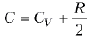 C = C_V + R/2